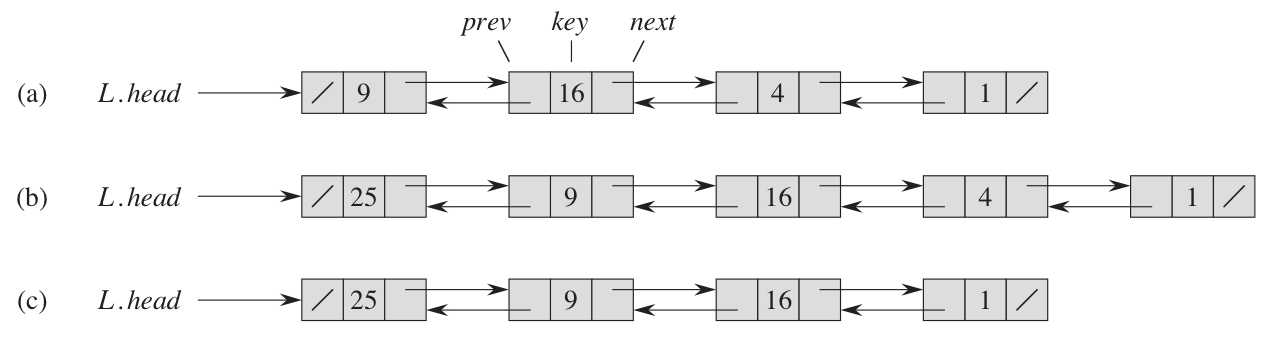 prev key next
(a) L.head / 9 16 4 1 /
(b) L.head / 25 9 16 4 1 /
(c) L.head / 25 9 16 1 /